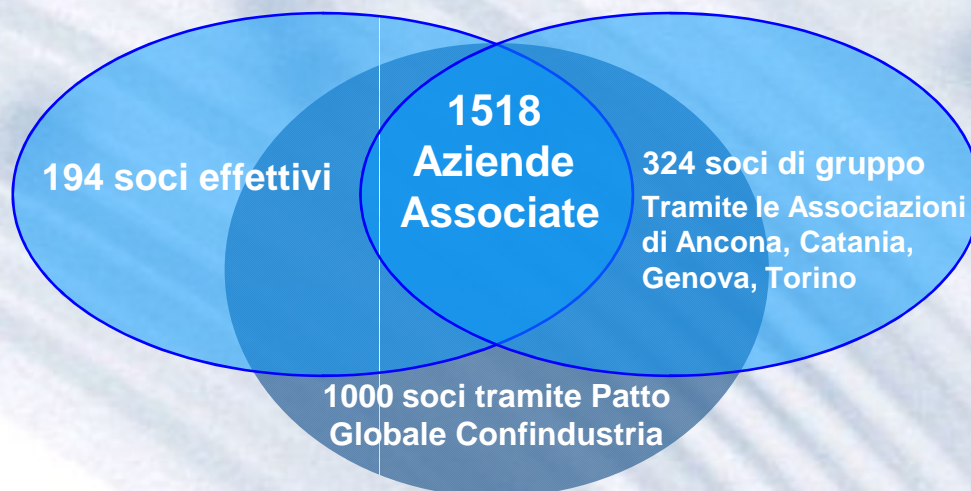 194 soci effettivi
1518
Aziende
Associate
324 soci di gruppo
Tramite le Associazioni
di Ancona, Catania,
Genova, Torino
1000 soci tramite Patto
Globale Confindustria